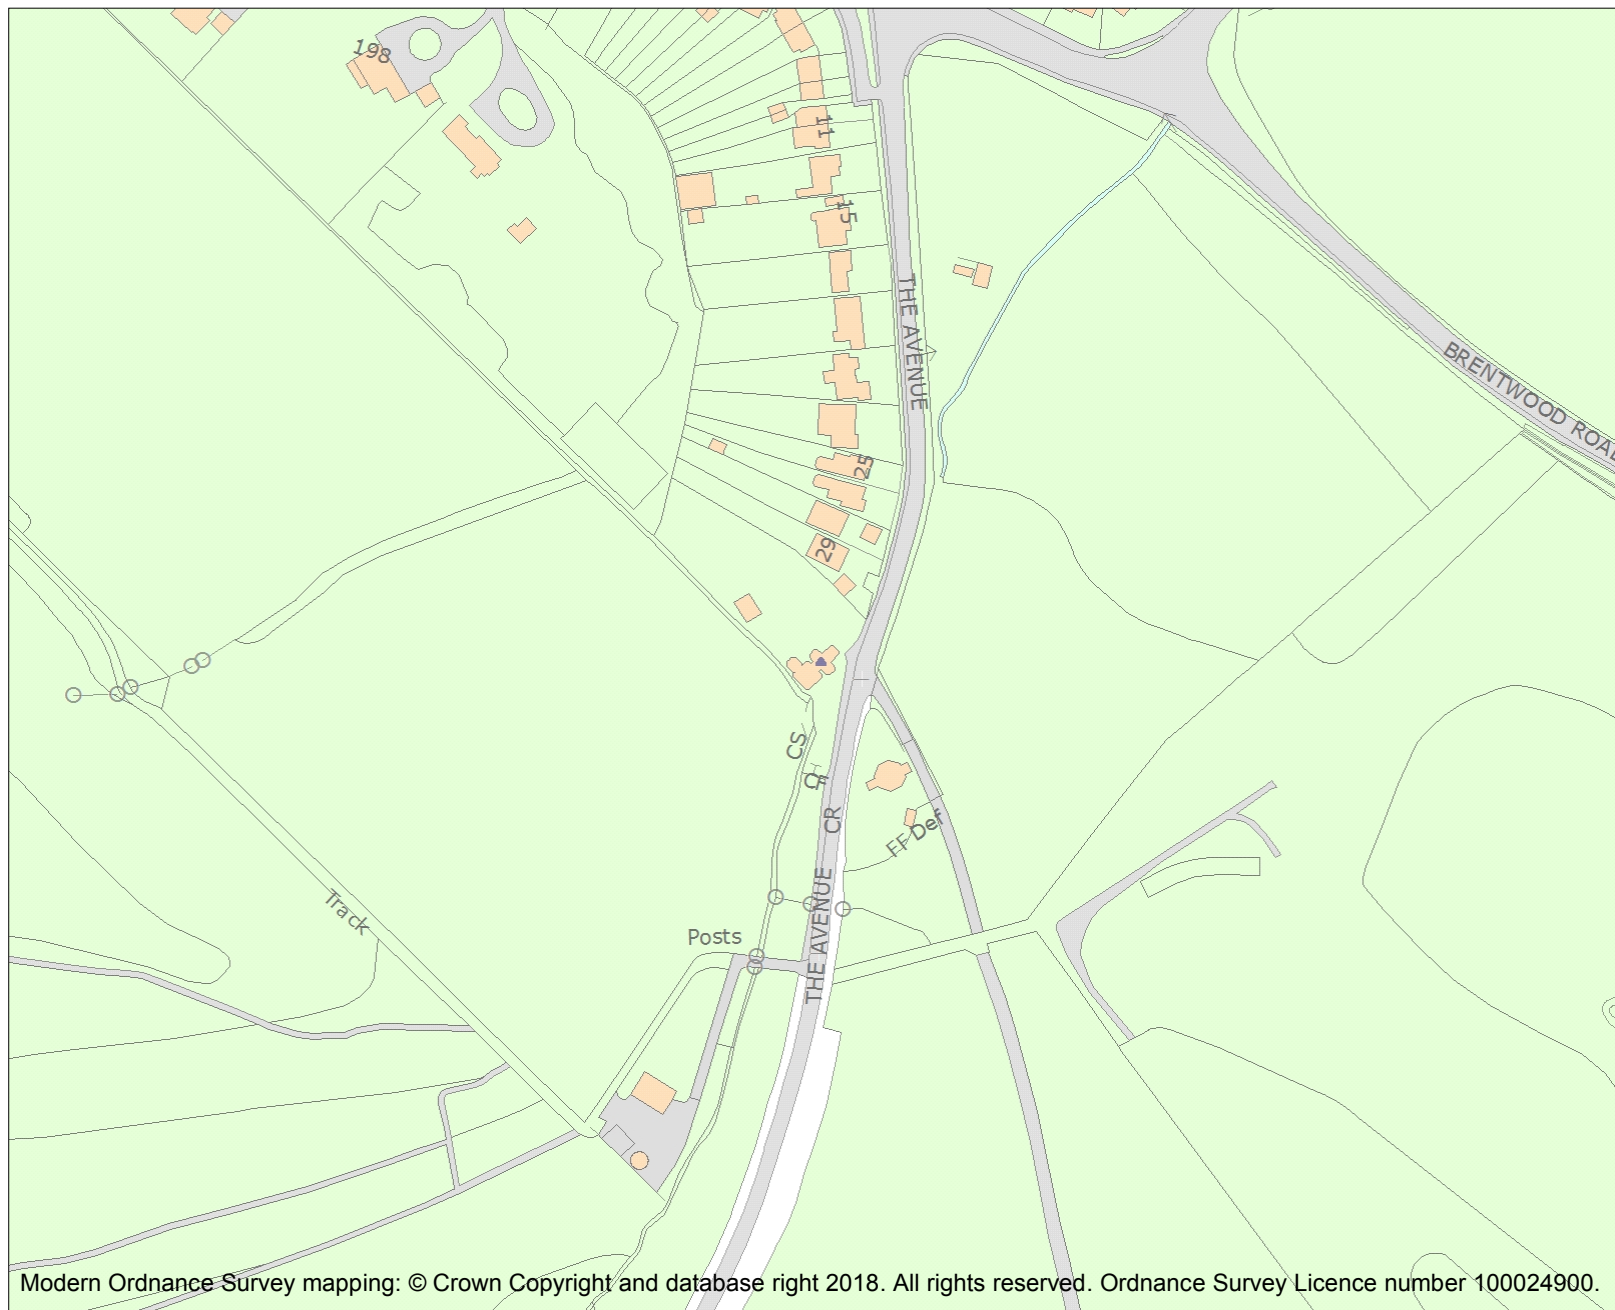 198
11
15
THE AVENUE
BRENTWOOD ROAD
25
29
CS
CF
CR
FF Def
THE AVENUE
Track
Posts
Modern Ordnance Survey mapping: © Crown Copyright and database right 2018. All rights reserved. Ordnance Survey Licence number 100024900.